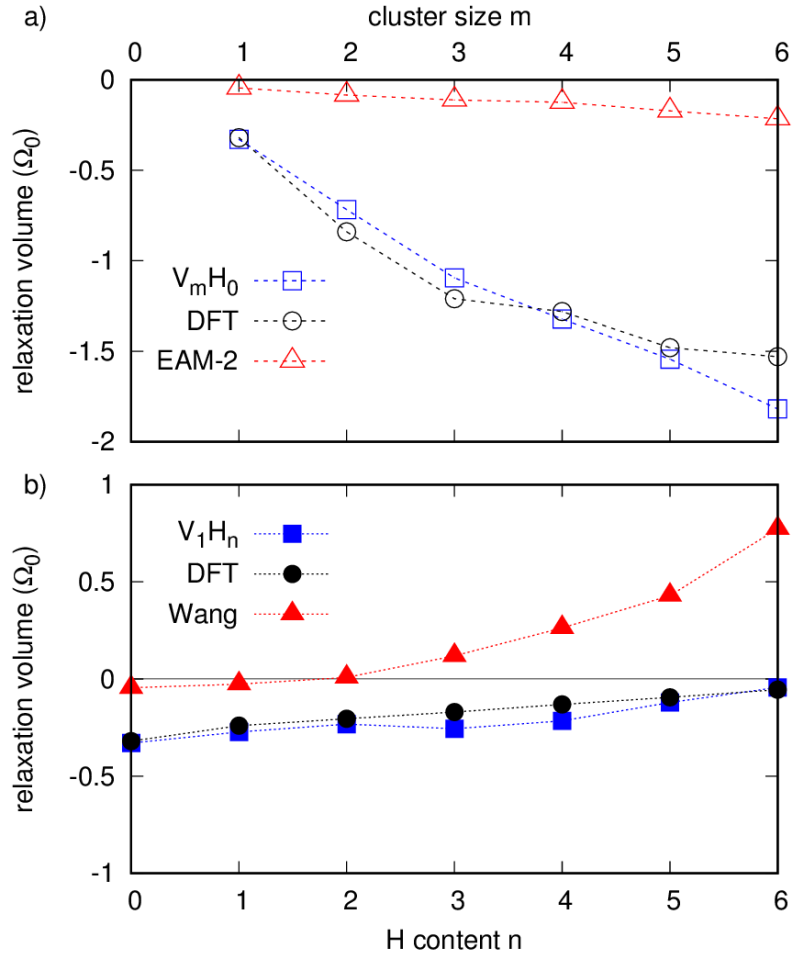 a)
cluster size m
0 1 2 3 4 5 6
0
-0.5
-1
-1.5
-2
relaxation volume (Ω₀)
VₘH₀
DFT
EAM-2
b)
1
0.5
0
-0.5
-1
relaxation volume (Ω₀)
V₁Hₙ
DFT
Wang
0 1 2 3 4 5 6
H content n